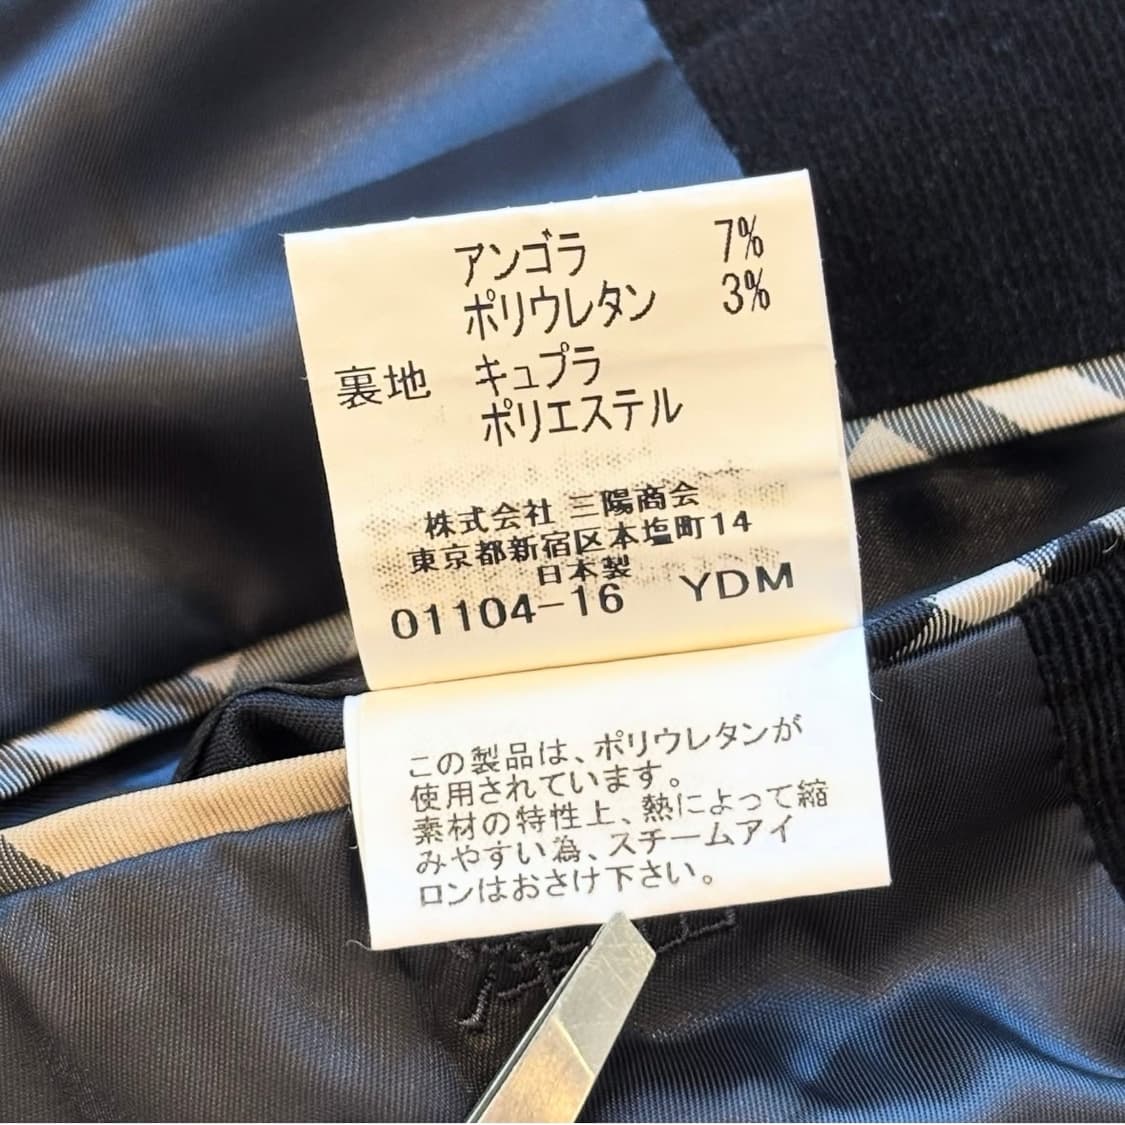 アンゴラ 7%
ポリウレタン 3%
裏地 キュプラ
ポリエステル
株式会社 三陽商会
東京都新宿区本塩町14
日本製
01104-16 YDM
この製品は、ポリウレタンが
使用されています。
素材の特性上、熱によって縮
みやすい為、スチームアイ
ロンはおさけ下さい。